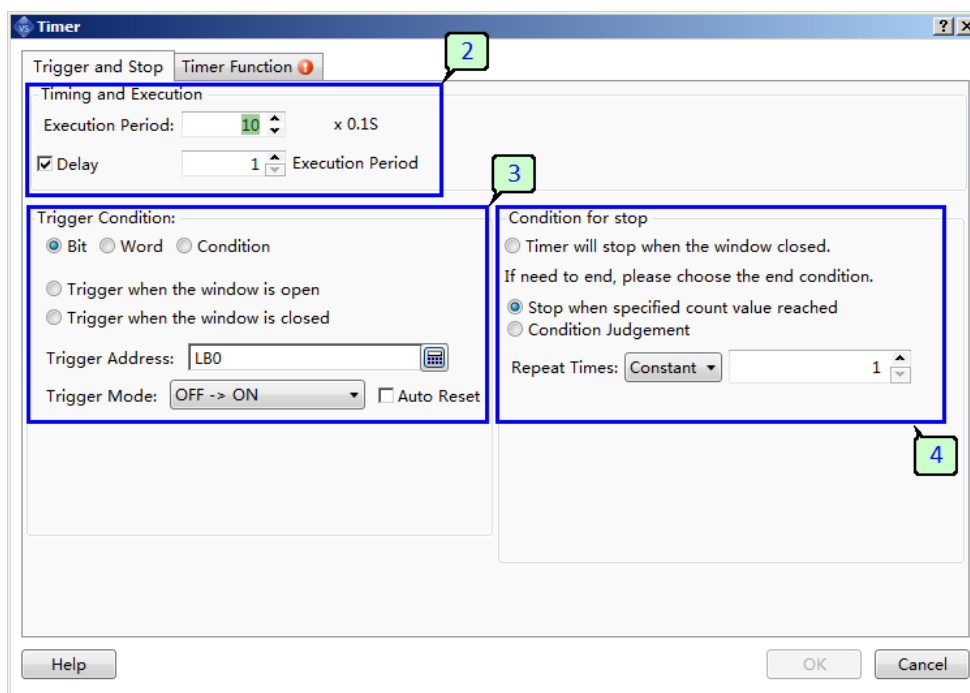 VS Timer ? X
Trigger and Stop Timer Function !
2
Timing and Execution
Execution Period: 10 x 0.1S
Delay 1 Execution Period
3
Trigger Condition:
Bit Word Condition
Trigger when the window is open
Trigger when the window is closed
Trigger Address: LB0
Trigger Mode: OFF -> ON Auto Reset
Condition for stop
Timer will stop when the window closed.
If need to end, please choose the end condition.
Stop when specified count value reached
Condition Judgement
Repeat Times: Constant 1
4
Help OK Cancel